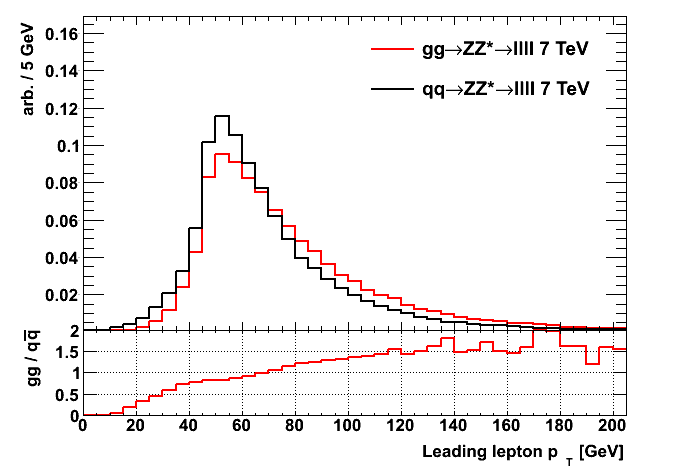 arb. / 5 GeV
0.16
0.14
0.12
0.1
0.08
0.06
0.04
0.02
gg→ZZ*→llll 7 TeV
qq→ZZ*→llll 7 TeV
gg / qq̅
2
1.5
1
0.5
0
0 20 40 60 80 100 120 140 160 180 200
Leading lepton p_T [GeV]